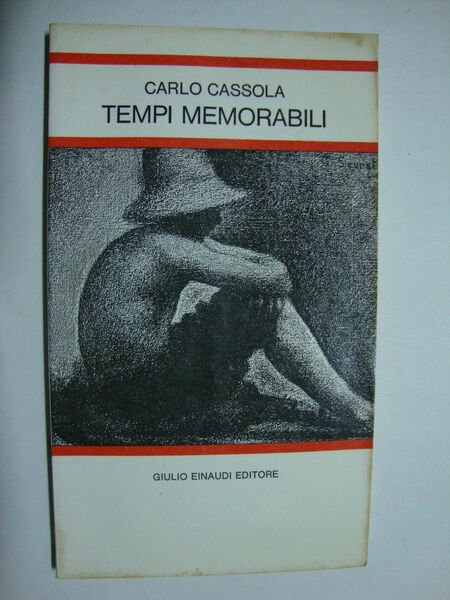 CARLO CASSOLA
TEMPI MEMORABILI
GIULIO EINAUDI EDITORE